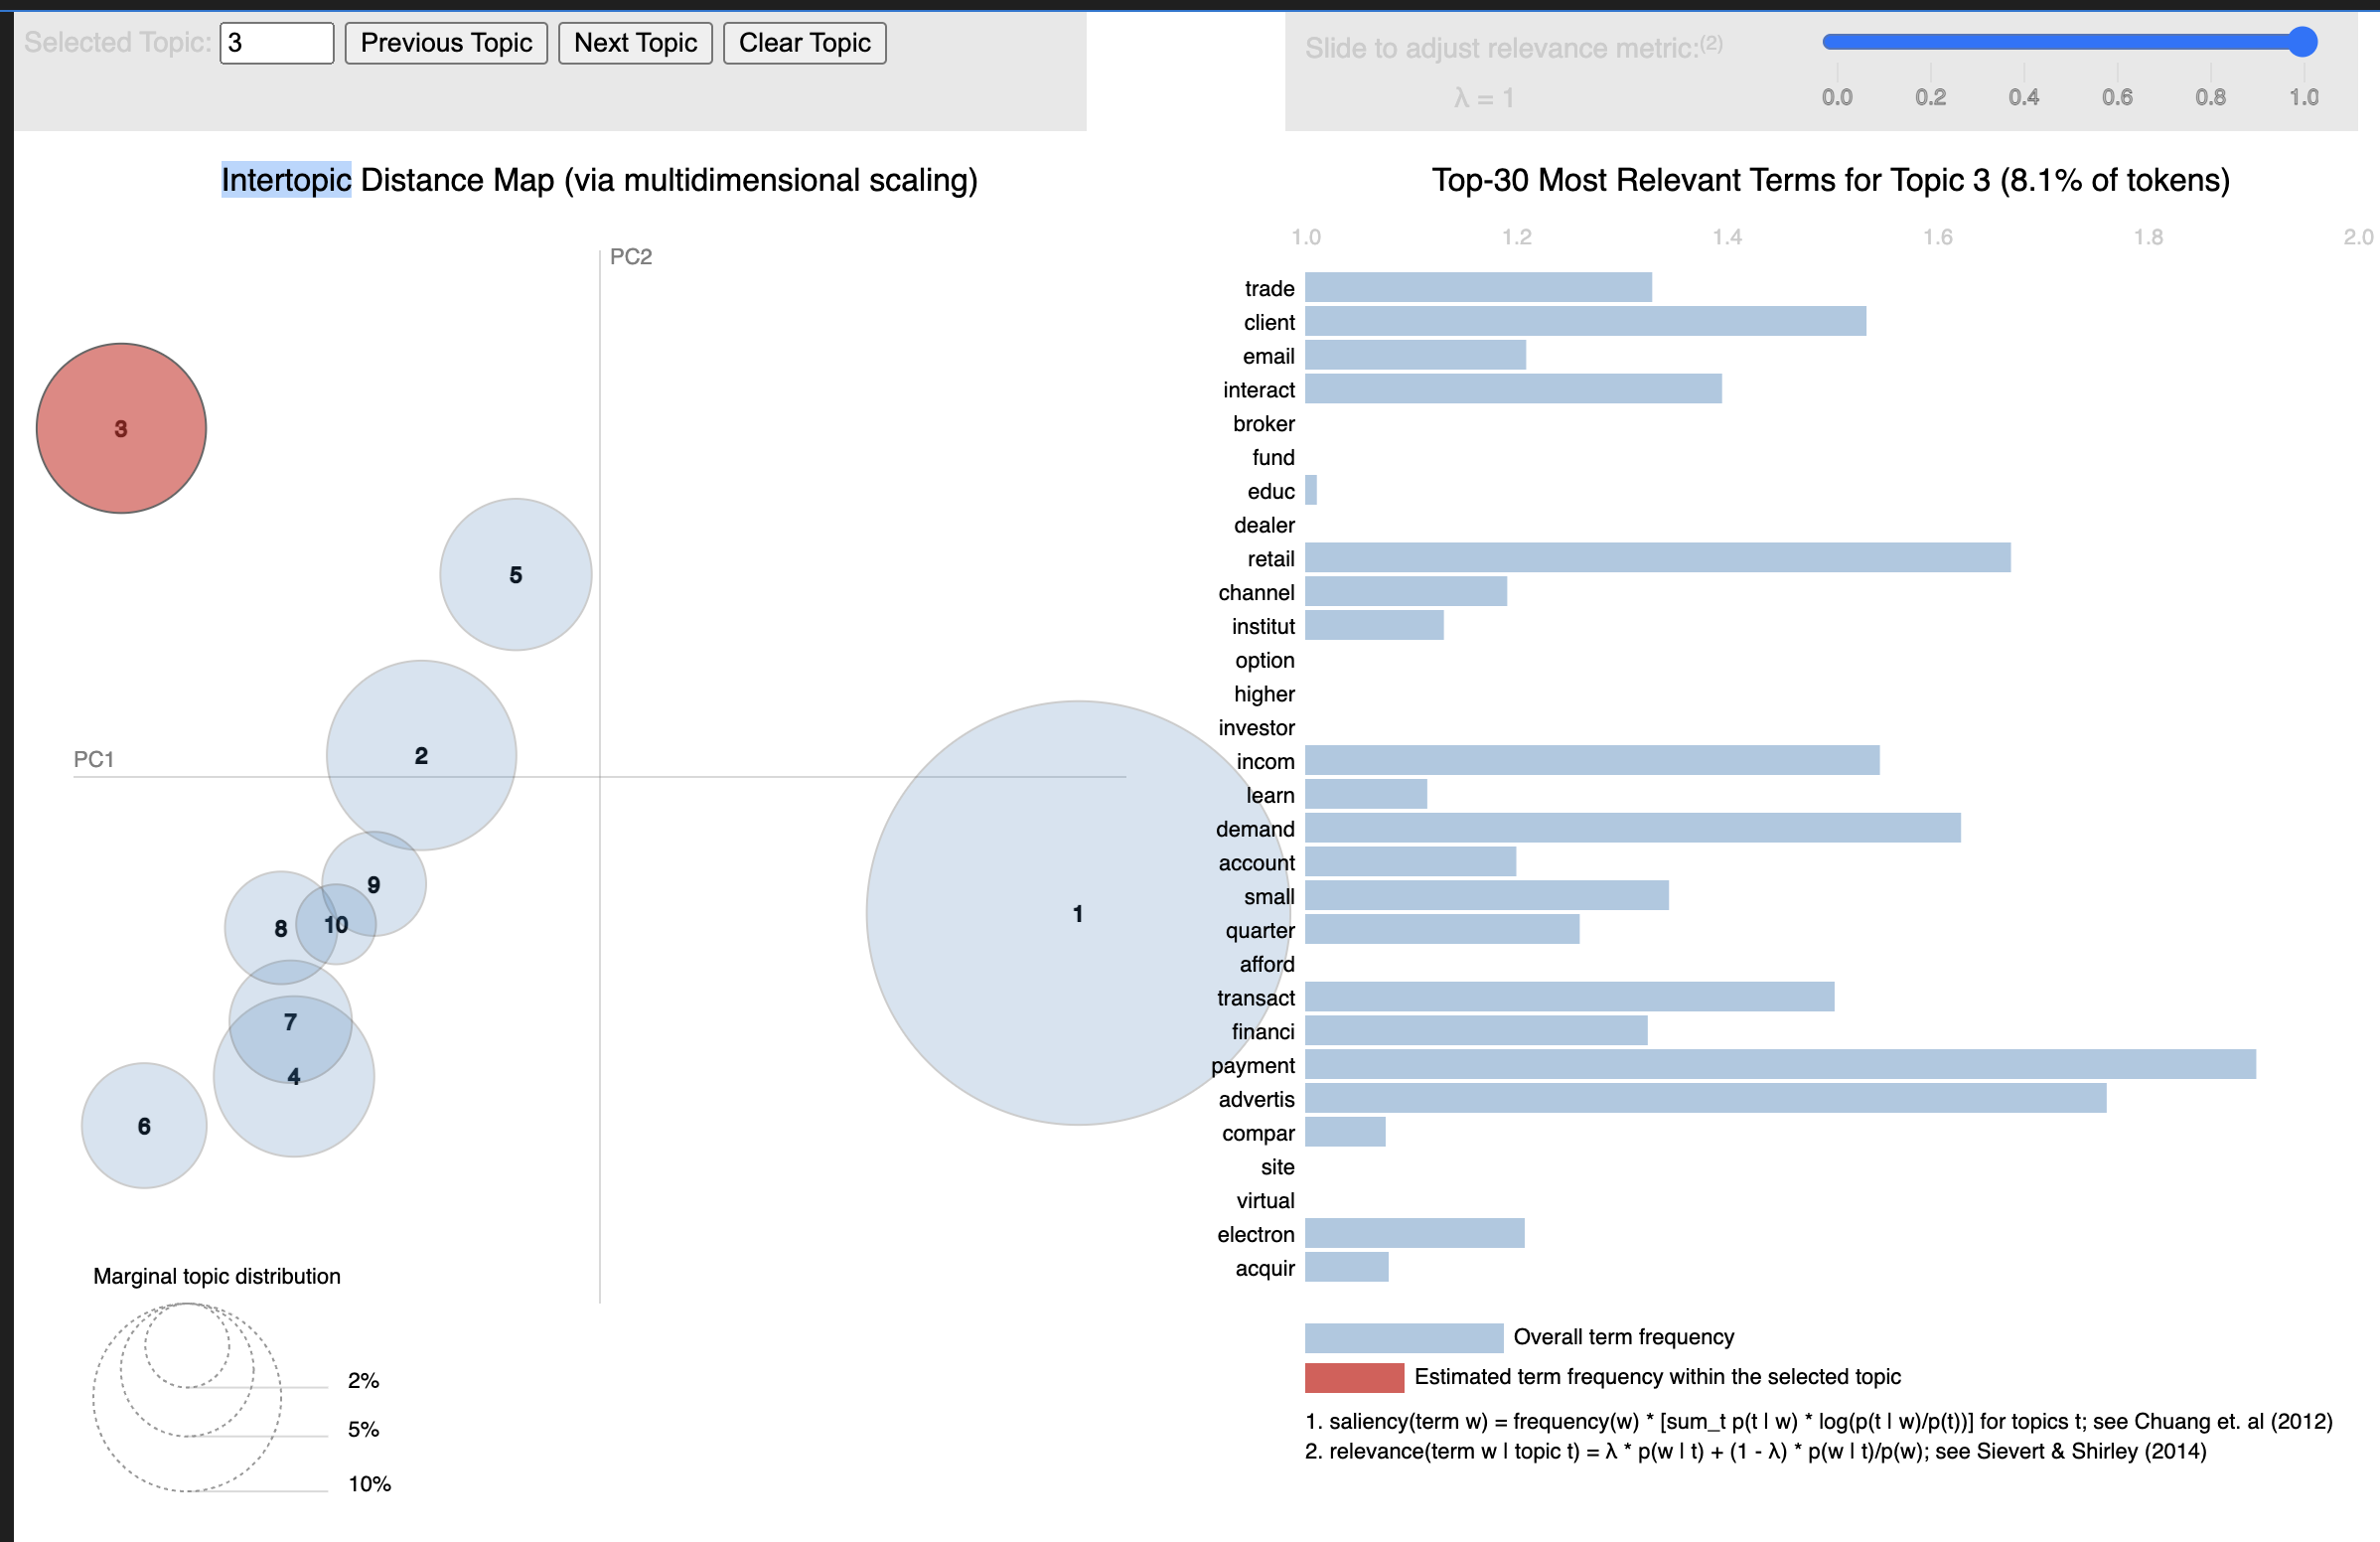 Selected Topic: 3 Previous Topic Next Topic Clear Topic
Slide to adjust relevance metric:(2)
λ = 1
0.0 0.2 0.4 0.6 0.8 1.0
Intertopic Distance Map (via multidimensional scaling)
PC2
PC1
3
5
2
9
8
10
1
7
4
6
Marginal topic distribution
2%
5%
10%
Top-30 Most Relevant Terms for Topic 3 (8.1% of tokens)
1.0 1.2 1.4 1.6 1.8 2.0
trade
client
email
interact
broker
fund
educ
dealer
retail
channel
institut
option
higher
investor
incom
learn
demand
account
small
quarter
afford
transact
financi
payment
advertis
compar
site
virtual
electron
acquir
Overall term frequency
Estimated term frequency within the selected topic
1. saliency(term w) = frequency(w) * [sum_t p(t | w) * log(p(t | w)/p(t))] for topics t; see Chuang et. al (2012)
2. relevance(term w | topic t) = λ * p(w | t) + (1 - λ) * p(w | t)/p(w); see Sievert & Shirley (2014)